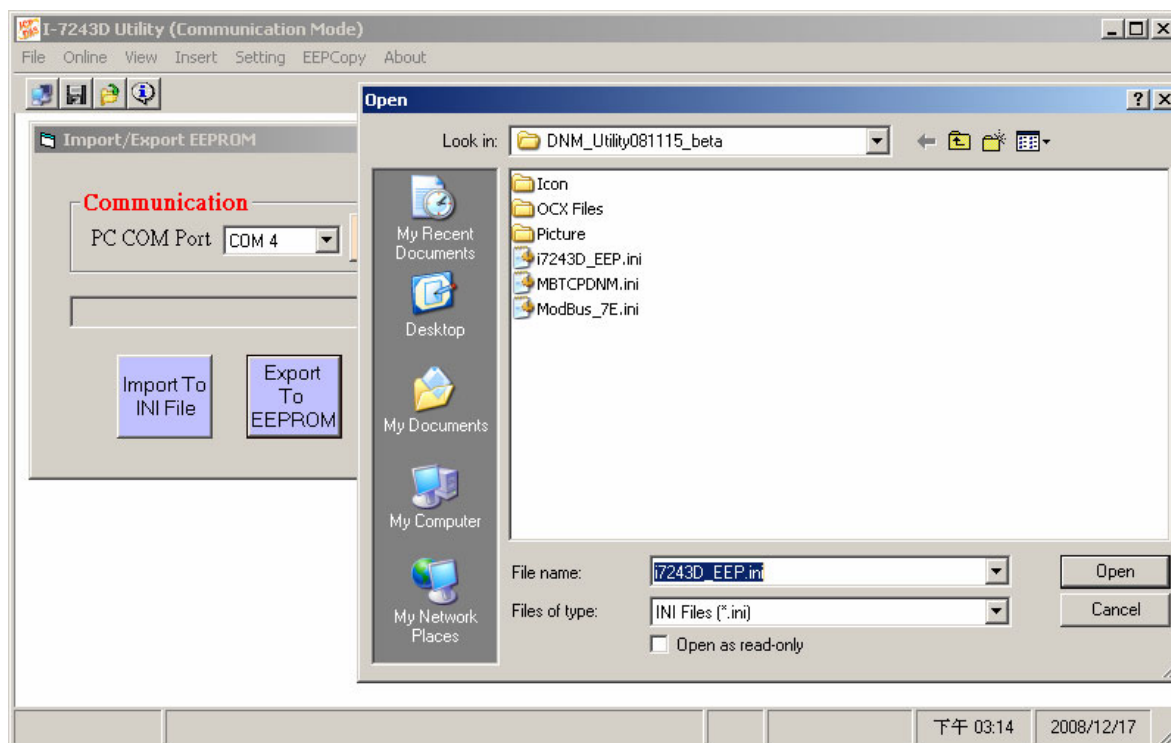 I-7243D Utility (Communication Mode)
File Online View Insert Setting EEPCopy About
Import/Export EEPROM
Communication
PC COM Port COM 4
Import To
INI File
Export
To
EEPROM
Open
Look in: DNM_Utility081115_beta
My Recent
Documents
Desktop
My Documents
My Computer
My Network
Places
Icon
OCX Files
Picture
i7243D_EEP.ini
MBTCPDNM.ini
ModBus_7E.ini
File name: i7243D_EEP.ini Open
Files of type: INI Files (*.ini) Cancel
Open as read-only
下午 03:14 2008/12/17